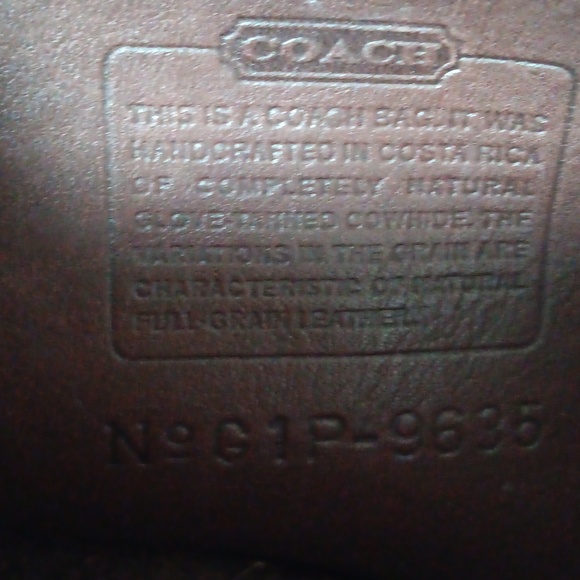 COACH
THIS IS A COACH BAG. IT WAS
HANDCRAFTED IN COSTA RICA
OF COMPLETELY NATURAL
GLOVE-TANNED COWHIDE. THE
VARIATIONS IN THE GRAIN ARE
CHARACTERISTIC OF NATURAL
FULL-GRAIN LEATHER.
Nº G1P-9635